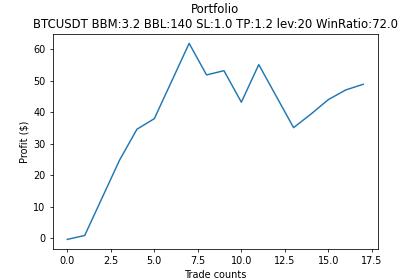 Portfolio
BTCUSDT BBM:3.2 BBL:140 SL:1.0 TP:1.2 lev:20 WinRatio:72.0
60
50
40
30
20
10
0
Profit ($)
0.0 2.5 5.0 7.5 10.0 12.5 15.0 17.5
Trade counts